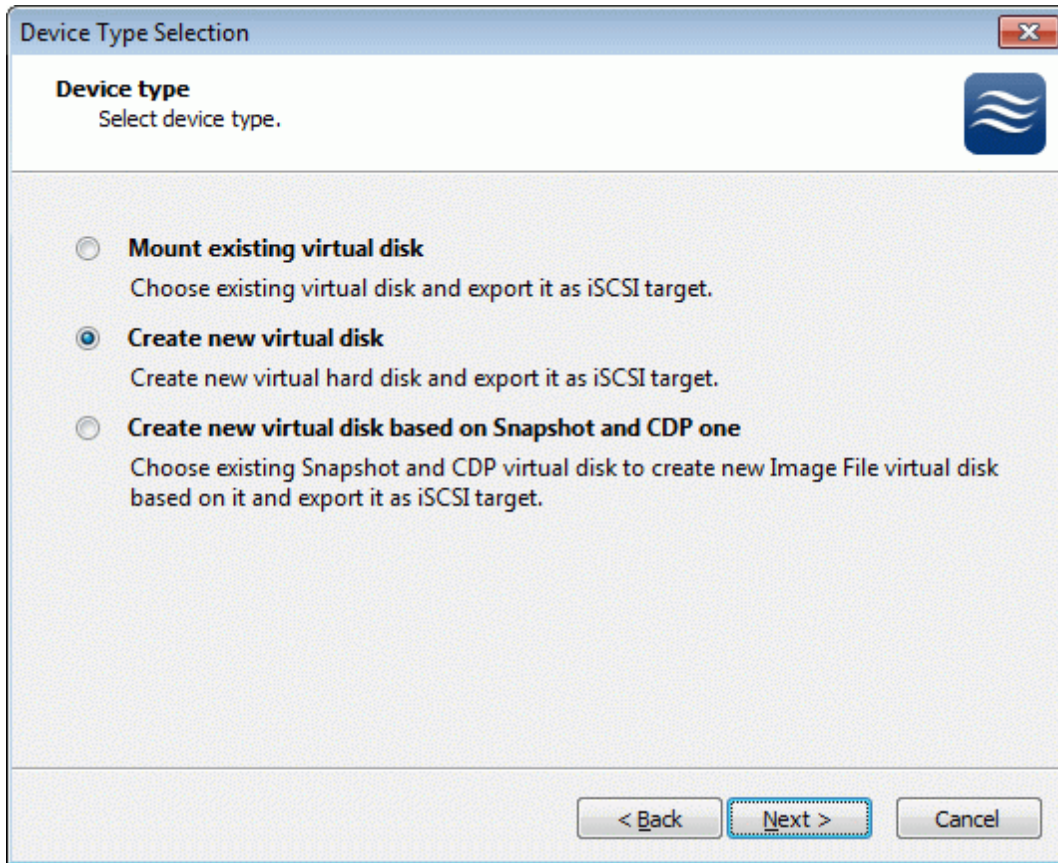 Device Type Selection
Device type
Select device type.
Mount existing virtual disk
Choose existing virtual disk and export it as iSCSI target.
Create new virtual disk
Create new virtual hard disk and export it as iSCSI target.
Create new virtual disk based on Snapshot and CDP one
Choose existing Snapshot and CDP virtual disk to create new Image File virtual disk
based on it and export it as iSCSI target.
< Back Next > Cancel